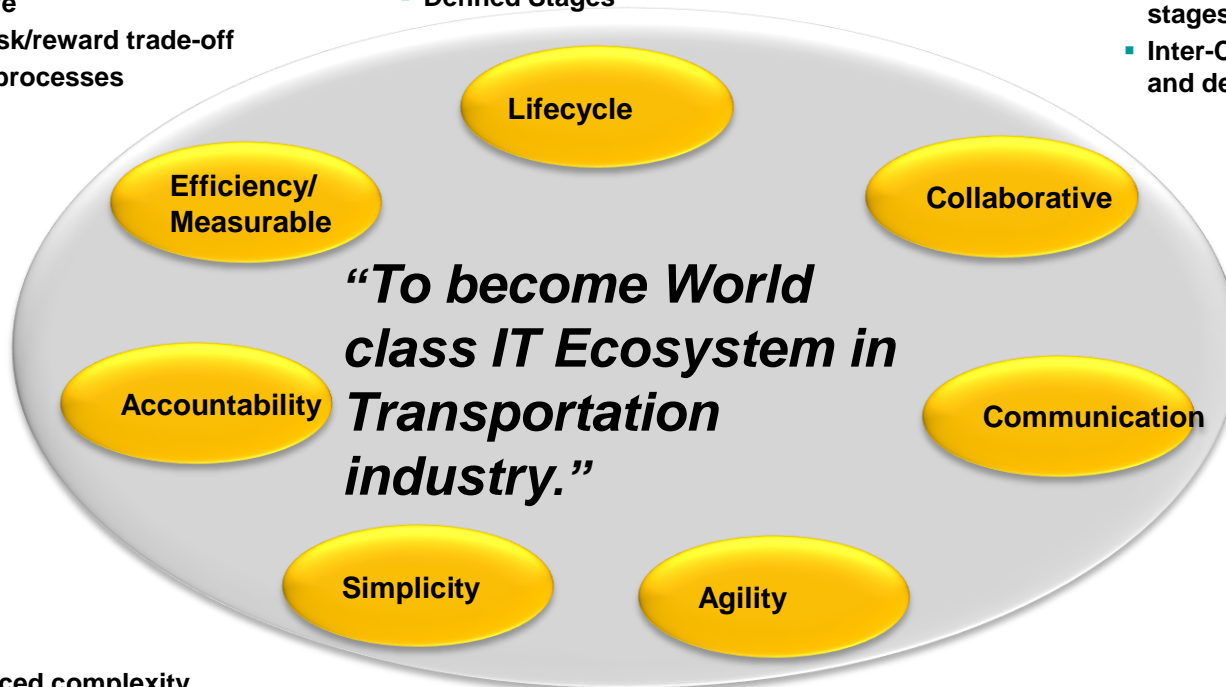 sk/reward trade-off
processes
Defined Stages
stages
and de
Lifecycle
Efficiency/
Measurable
Collaborative
“To become World
class IT Ecosystem in
Transportation
industry.”
Accountability
Communication
Simplicity
Agility
ced complexity